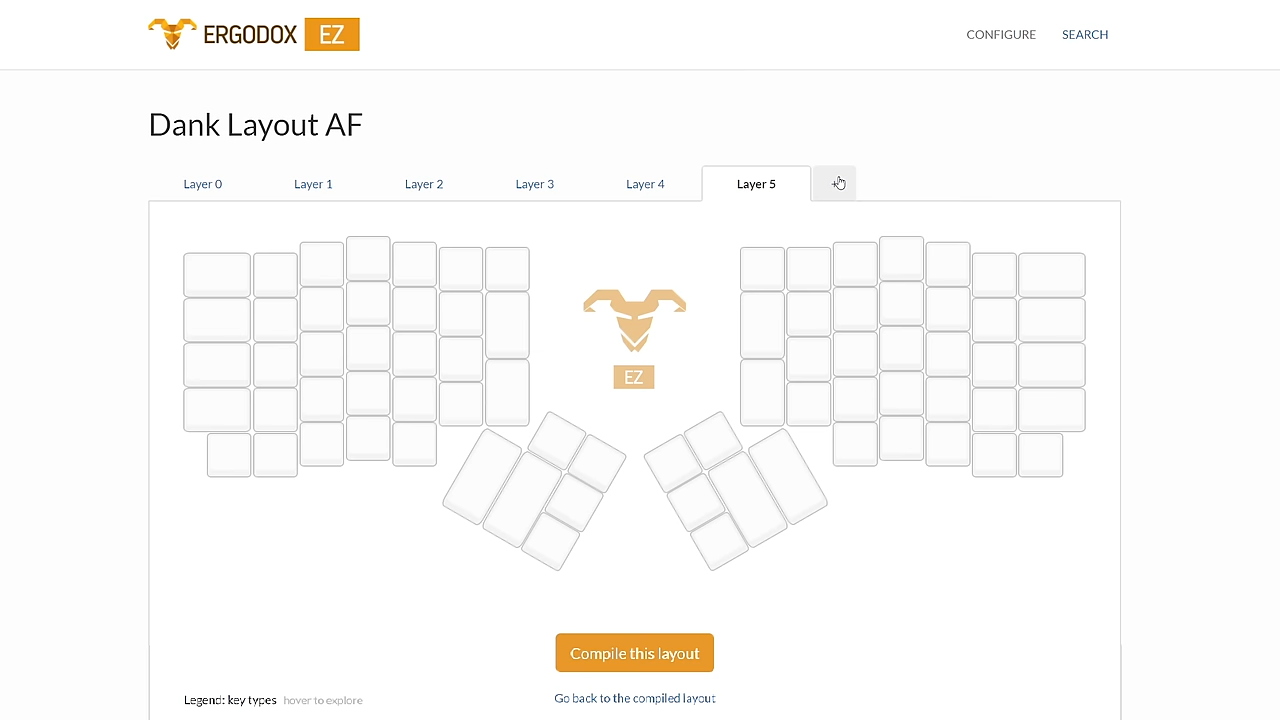 ERGODOX EZ
CONFIGURE SEARCH
Dank Layout AF
Layer 0 Layer 1 Layer 2 Layer 3 Layer 4 Layer 5 +
EZ
Compile this layout
Legend: key types hover to explore
Go back to the compiled layout